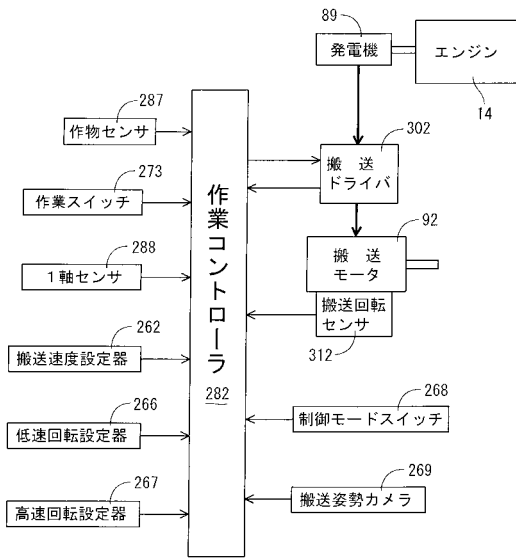 89
発電機
エンジン
14
287
作物センサ
302
搬送
ドライバ
273
作業スイッチ
92
搬送
モータ
288
1軸センサ
搬送回転
センサ
312
作業コントローラ
282
262
搬送速度設定器
268
制御モードスイッチ
266
低速回転設定器
269
搬送姿勢カメラ
267
高速回転設定器